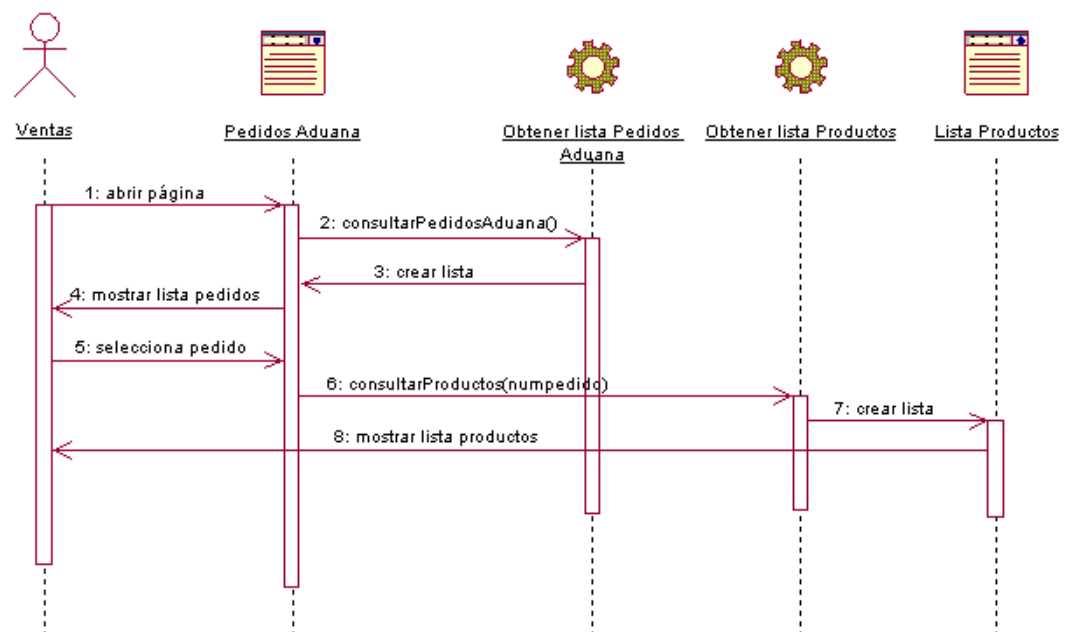 Ventas
Pedidos Aduana
Obtener lista Pedidos
Aduana
Obtener lista Productos
Lista Productos
1: abrir página
2: consultarPedidosAduana()
3: crear lista
4: mostrar lista pedidos
5: selecciona pedido
6: consultarProductos(numpedido)
7: crear lista
8: mostrar lista productos